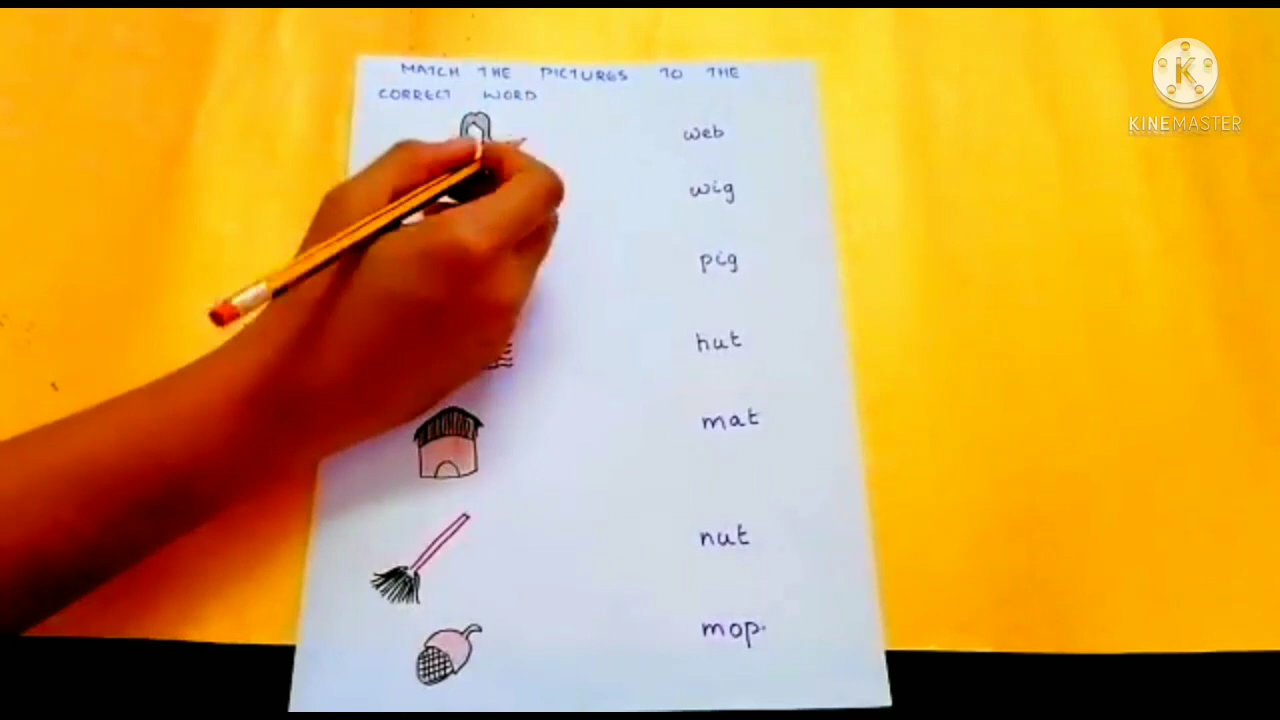 MATCH THE PICTURES TO THE
CORRECT WORD
web
wig
pig
hut
mat
nut
mop.
K
KINEMASTER